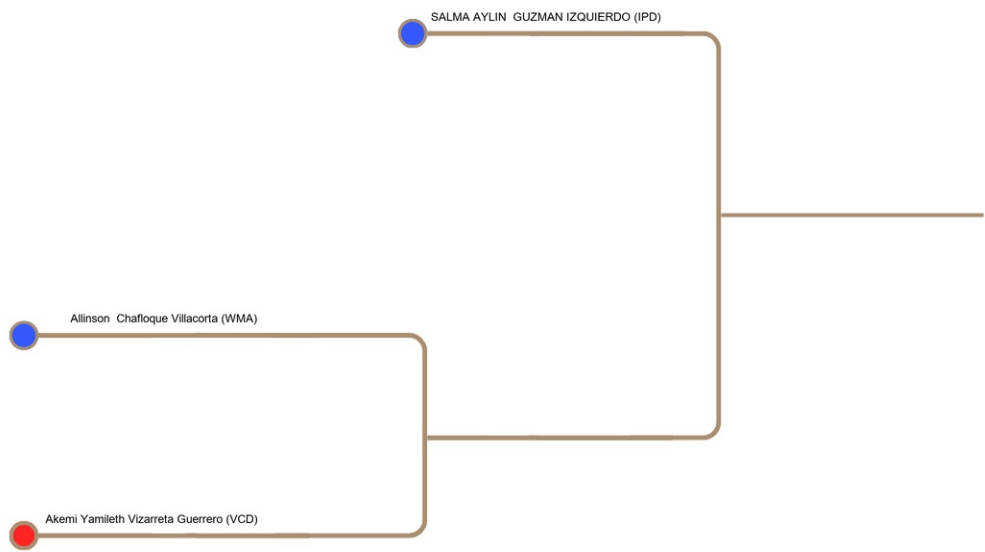 SALMA AYLIN  GUZMAN IZQUIERDO (IPD)
Allinson  Chafloque Villacorta (WMA)
Akemi Yamileth Vizarreta Guerrero (VCD)